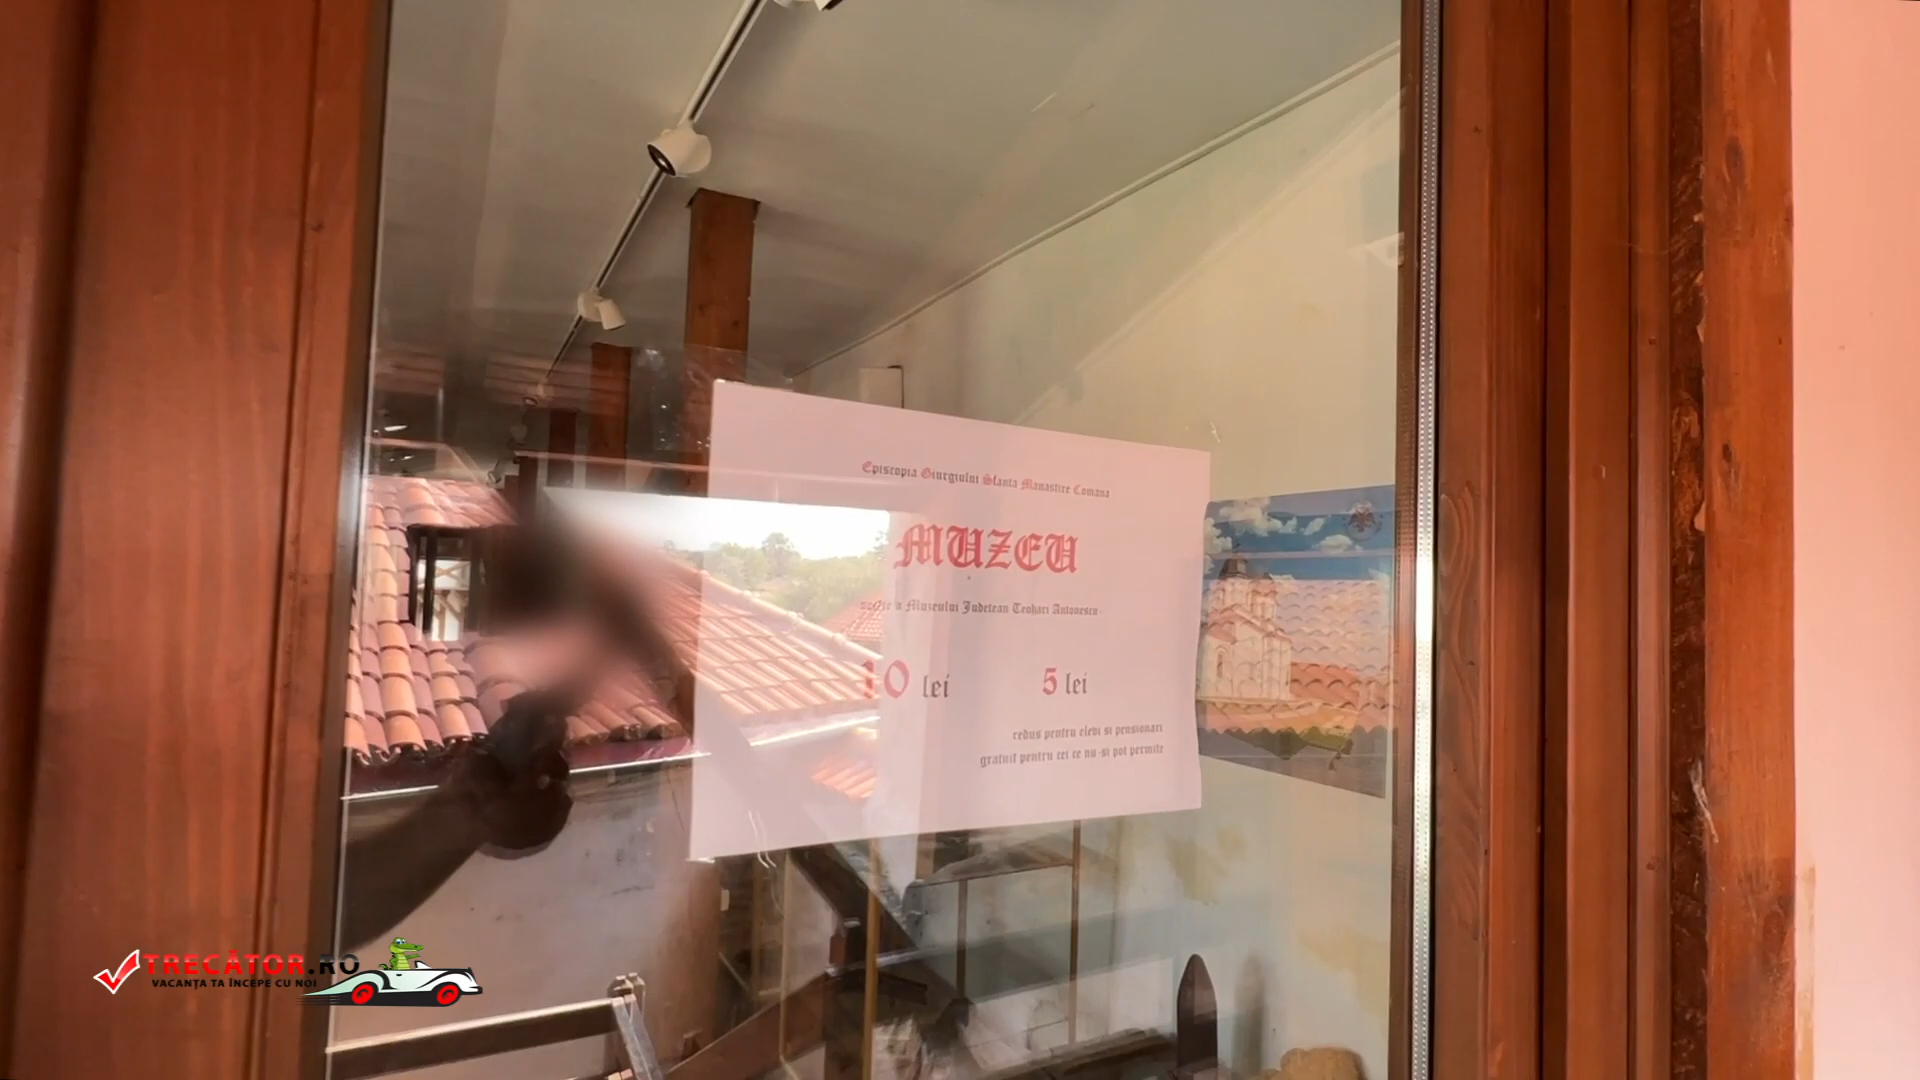 Episcopia Giurgiului Sfanta Manastire Comana
MUZEU
Muzeului Judetean Teohari Antonescu
10 lei 5 lei
redus pentru elevi si pensionari
gratuit pentru cei ce nu-si pot permite
TRECĂTOR.RO
VACANȚA TA ÎNCEPE CU NOI